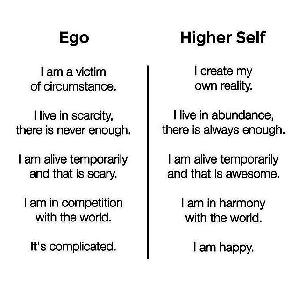 Ego
I am a victim
of circumstance.
I live in scarcity,
there is never enough.
I am alive temporarily
and that is scary.
I am in competition
with the world.
It's complicated.
Higher Self
I create my
own reality.
I live in abundance,
there is always enough.
I am alive temporarily
and that is awesome.
I am in harmony
with the world.
I am happy.